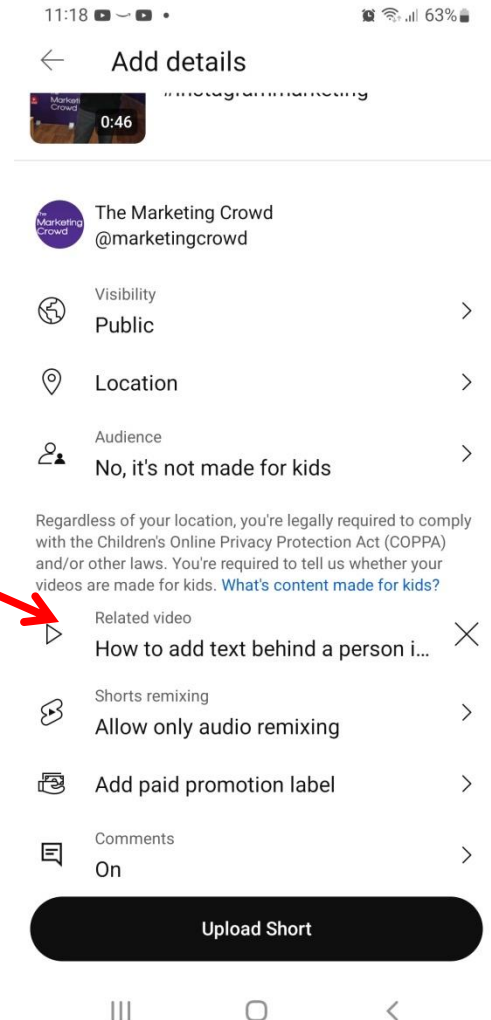 11:18
63%
Add details
Marketi
Crowd
0:46
#instagrammarketing
The
Marketing
Crowd
The Marketing Crowd
@marketingcrowd
Visibility
Public
Location
Audience
No, it's not made for kids
Regardless of your location, you're legally required to comply
with the Children's Online Privacy Protection Act (COPPA)
and/or other laws. You're required to tell us whether your
videos are made for kids. What's content made for kids?
Related video
How to add text behind a person i...
Shorts remixing
Allow only audio remixing
Add paid promotion label
Comments
On
Upload Short